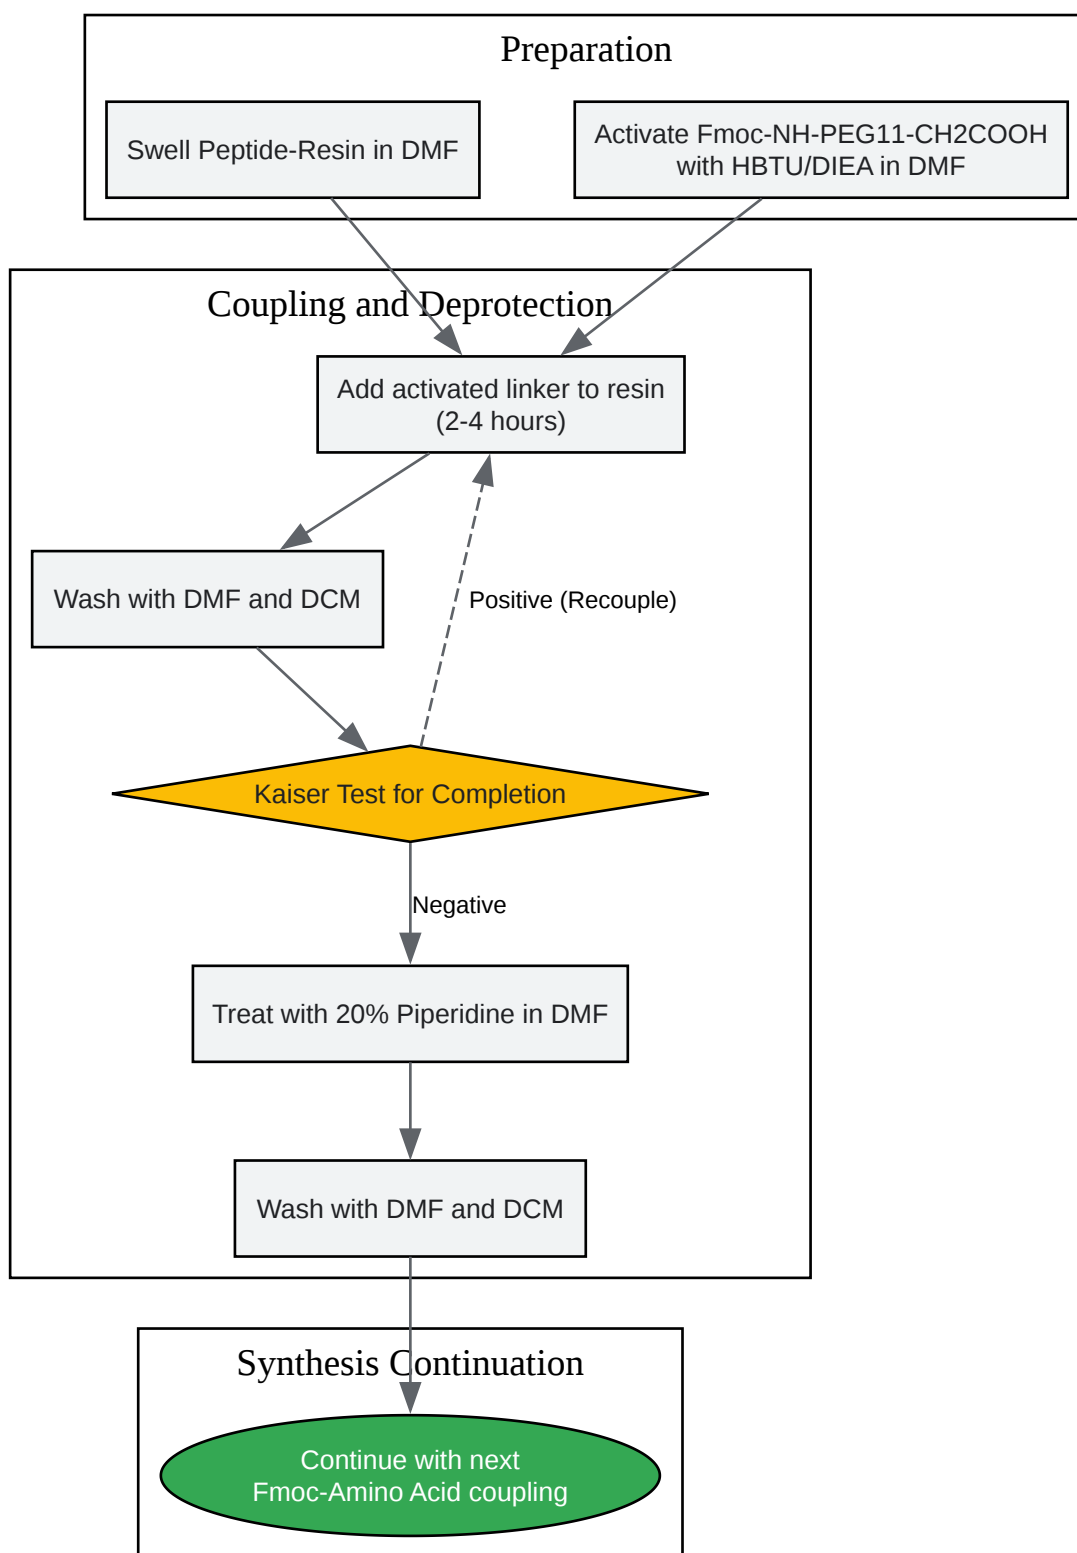 Preparation
Swell Peptide-Resin in DMF
Activate Fmoc-NH-PEG11-CH2COOH
with HBTU/DIEA in DMF
Coupling and Deprotection
Add activated linker to resin
(2-4 hours)
Wash with DMF and DCM
Positive (Recouple)
Kaiser Test for Completion
Negative
Treat with 20% Piperidine in DMF
Wash with DMF and DCM
Synthesis Continuation
Continue with next
Fmoc-Amino Acid coupling